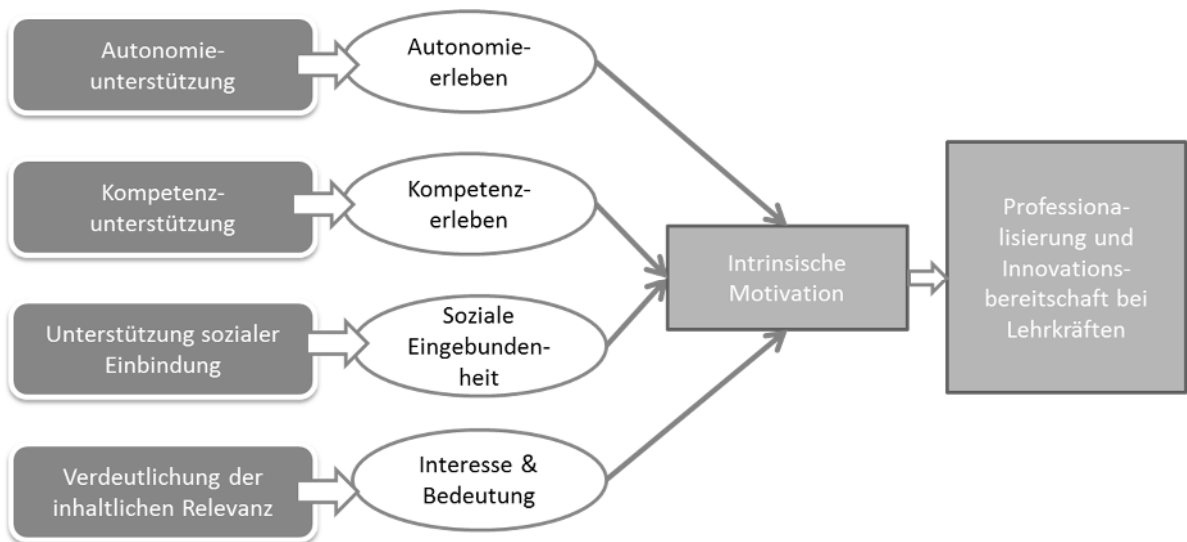 Autonomie-
unterstützung
Autonomie-
erleben
Kompetenz-
unterstützung
Kompetenz-
erleben
Unterstützung sozialer
Einbindung
Soziale
Eingebunden-
heit
Verdeutlichung der
inhaltlichen Relevanz
Interesse &
Bedeutung
Intrinsische
Motivation
Professiona-
lisierung und
Innovations-
bereitschaft bei
Lehrkräften